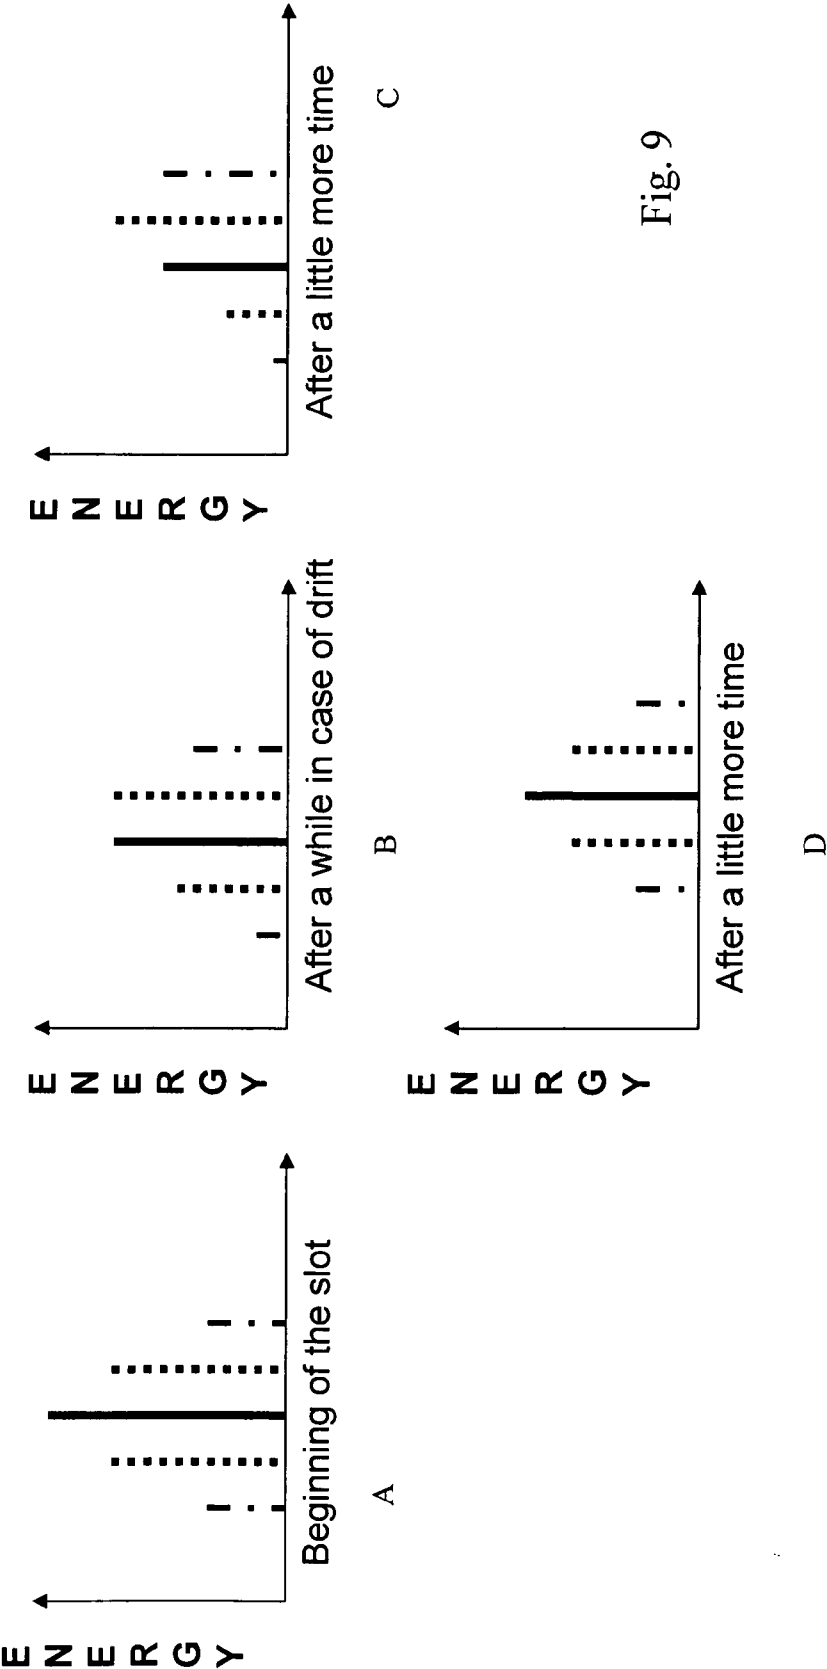 ENERGY
Beginning of the slot
A
ENERGY
After a while in case of drift
B
ENERGY
After a little more time
C
ENERGY
After a little more time
D
Fig. 9